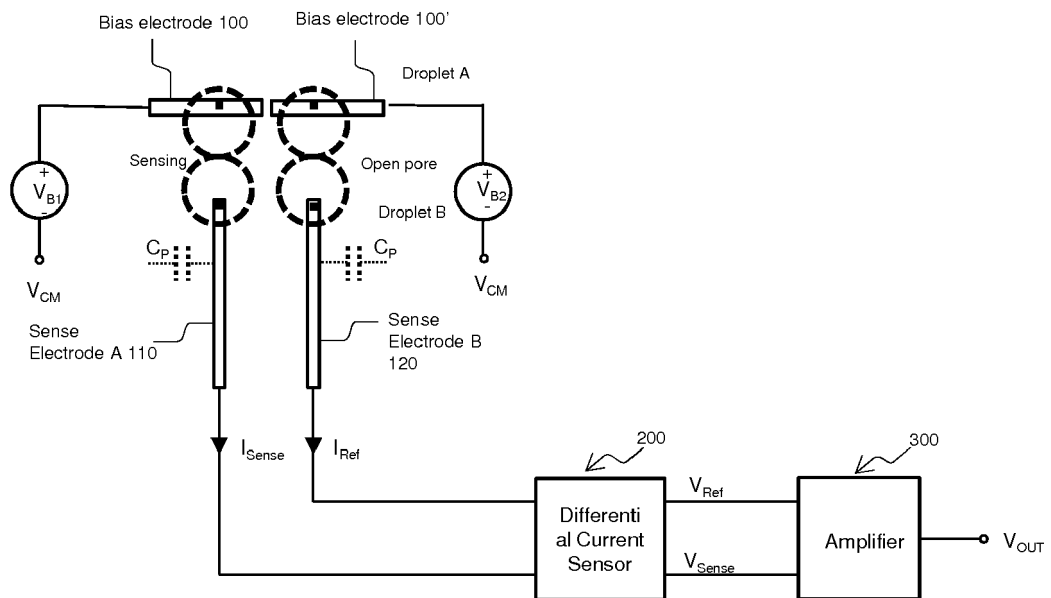 Bias electrode 100
Bias electrode 100'
Droplet A
+
V_B1
-
V_CM
Sensing
Open pore
Droplet B
+
V_B2
-
V_CM
C_P
C_P
Sense
Electrode A 110
Sense
Electrode B
120
I_Sense
I_Ref
200
300
V_Ref
V_Sense
Differenti
al Current
Sensor
Amplifier
V_OUT